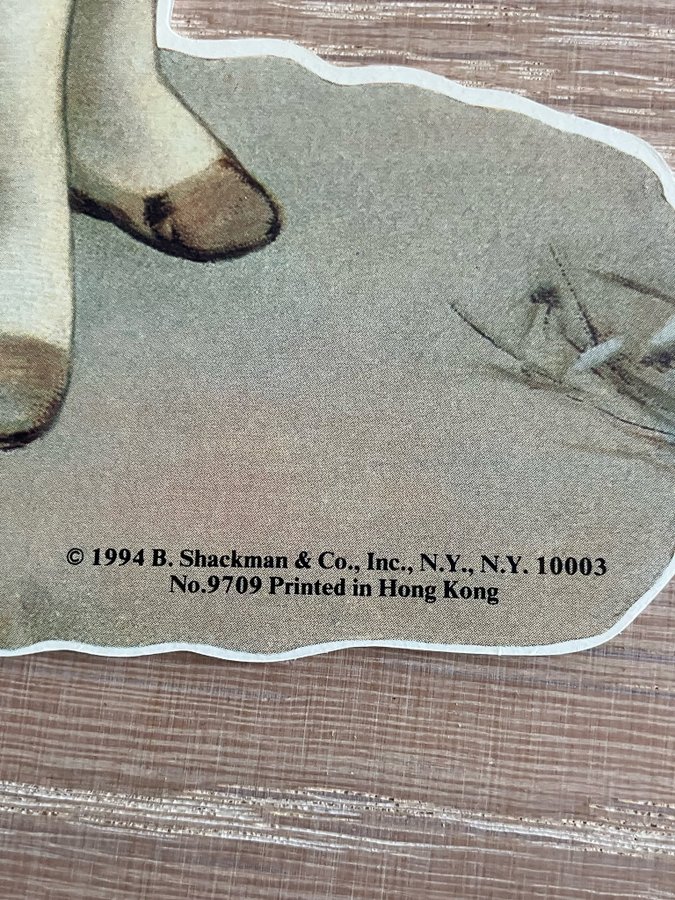 © 1994 B. Shackman & Co., Inc., N.Y., N.Y. 10003
No.9709 Printed in Hong Kong